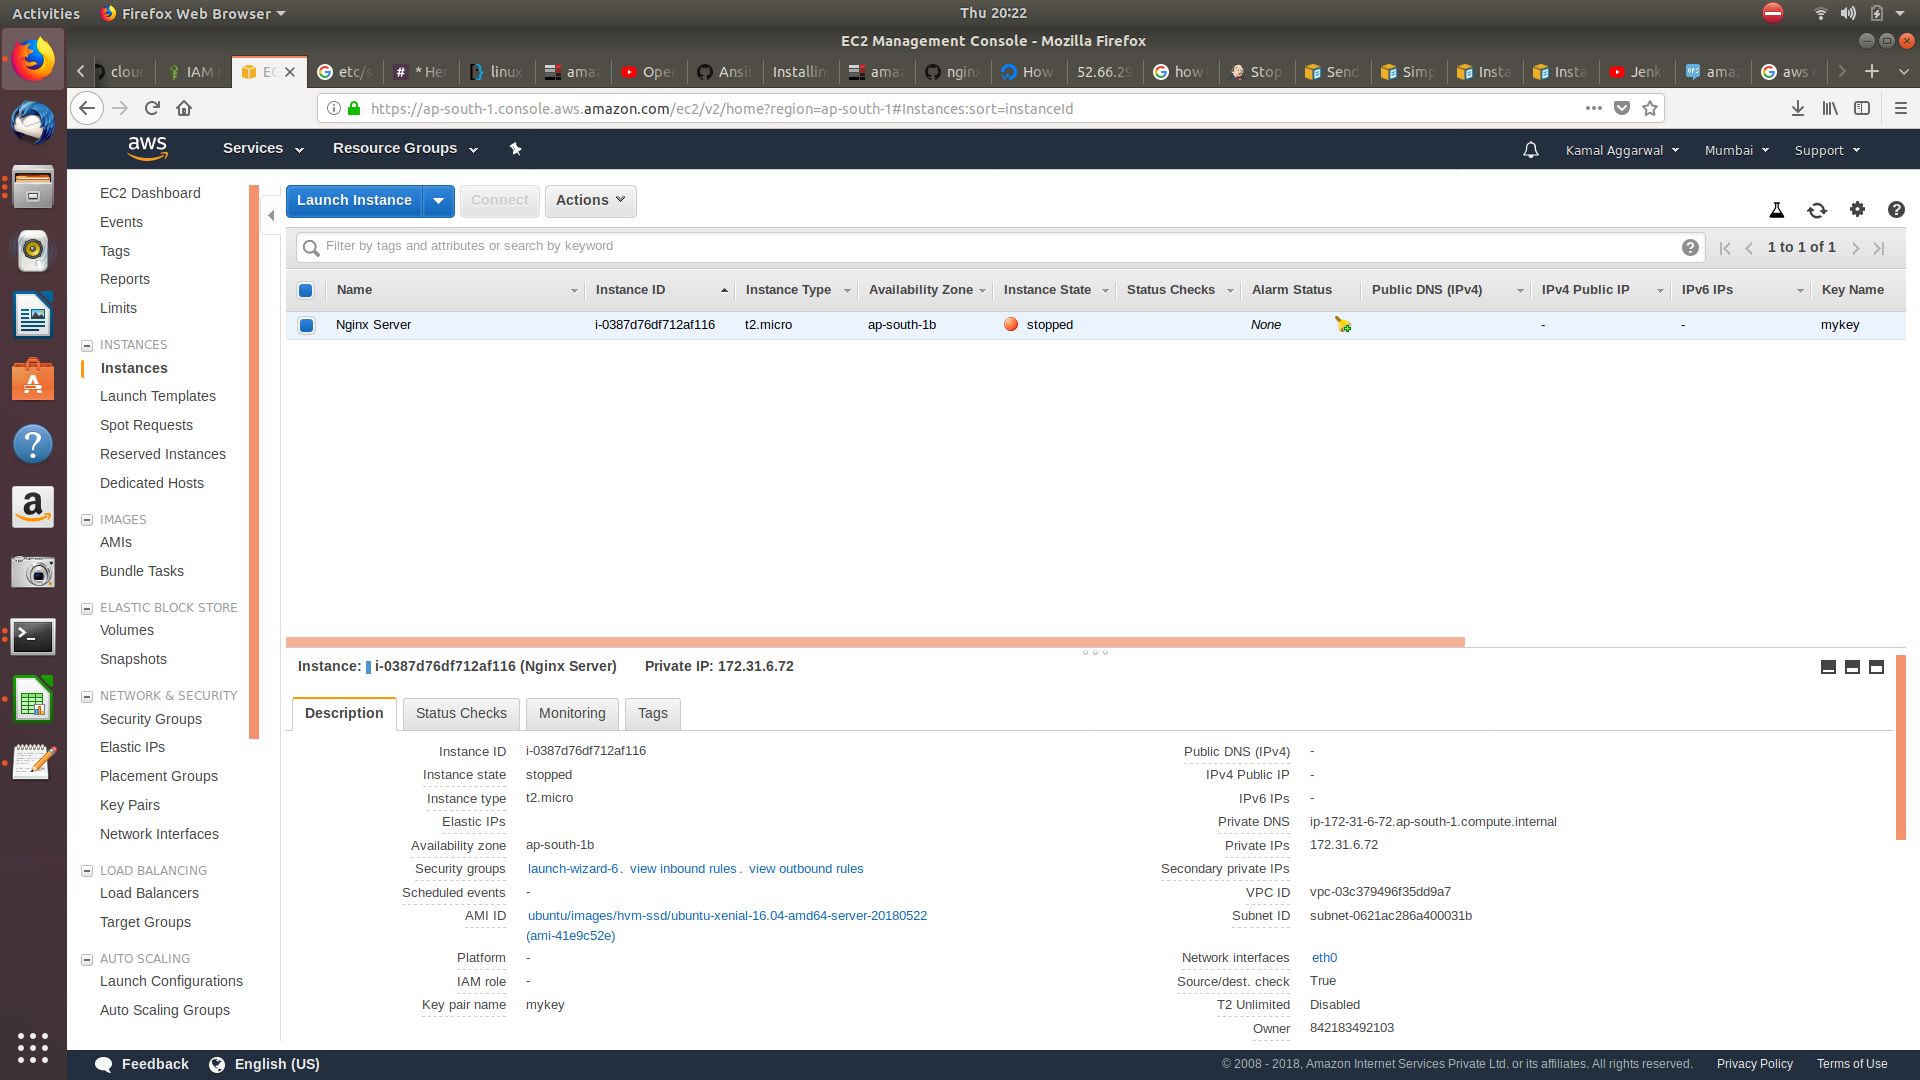 Activities Firefox Web Browser Thu 20:22
EC2 Management Console - Mozilla Firefox
clou IAM EC etc/s * He linux amaz Oper Ansi Installin amaz nginx How 52.66.29 how Stop Send Simp Insta Insta Jenk amaz aws
https://ap-south-1.console.aws.amazon.com/ec2/v2/home?region=ap-south-1#Instances:sort=instanceId
aws Services Resource Groups Kamal Aggarwal Mumbai Support
EC2 Dashboard
Events
Tags
Reports
Limits
INSTANCES
Instances
Launch Templates
Spot Requests
Reserved Instances
Dedicated Hosts
IMAGES
AMIs
Bundle Tasks
ELASTIC BLOCK STORE
Volumes
Snapshots
NETWORK & SECURITY
Security Groups
Elastic IPs
Placement Groups
Key Pairs
Network Interfaces
LOAD BALANCING
Load Balancers
Target Groups
AUTO SCALING
Launch Configurations
Auto Scaling Groups
Launch Instance Connect Actions
Filter by tags and attributes or search by keyword 1 to 1 of 1
Name Instance ID Instance Type Availability Zone Instance State Status Checks Alarm Status Public DNS (IPv4) IPv4 Public IP IPv6 IPs Key Name
Nginx Server i-0387d76df712af116 t2.micro ap-south-1b stopped None - - mykey
Instance: i-0387d76df712af116 (Nginx Server) Private IP: 172.31.6.72
Description Status Checks Monitoring Tags
Instance ID i-0387d76df712af116
Instance state stopped
Instance type t2.micro
Elastic IPs
Availability zone ap-south-1b
Security groups launch-wizard-6. view inbound rules. view outbound rules
Scheduled events -
AMI ID ubuntu/images/hvm-ssd/ubuntu-xenial-16.04-amd64-server-20180522
(ami-41e9c52e)
Platform -
IAM role -
Key pair name mykey
Public DNS (IPv4) -
IPv4 Public IP -
IPv6 IPs -
Private DNS ip-172-31-6-72.ap-south-1.compute.internal
Private IPs 172.31.6.72
Secondary private IPs
VPC ID vpc-03c379496f35dd9a7
Subnet ID subnet-0621ac286a400031b
Network interfaces eth0
Source/dest. check True
T2 Unlimited Disabled
Owner 842183492103
Feedback English (US) © 2008 - 2018, Amazon Internet Services Private Ltd. or its affiliates. All rights reserved. Privacy Policy Terms of Use